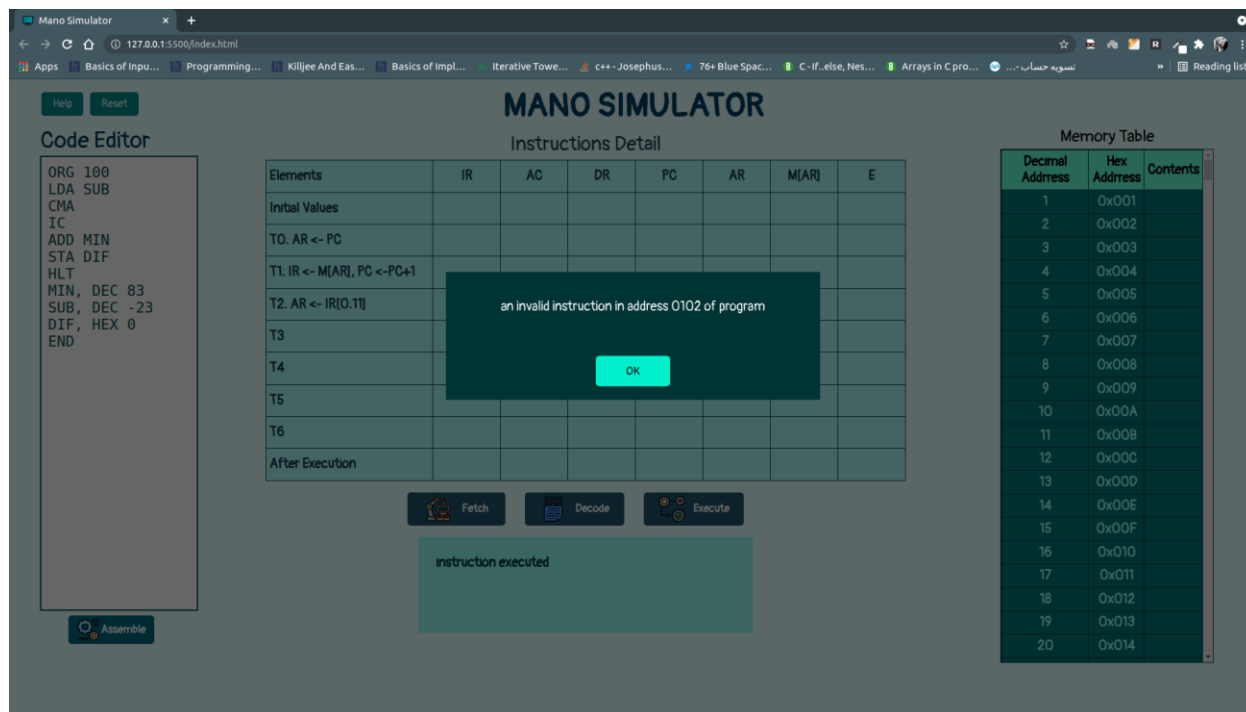 Mano Simulator
127.0.0.1:5500/index.html
Apps Basics of Inpu... Programming... Killjee And Eas... Basics of Impl... Iterative Towe... c++ - Josephus... 76+ Blue Spac... C - If..else, Nes... Arrays in C pro... تسویه حساب -... » Reading list
Help Reset
MANO SIMULATOR
Code Editor
Instructions Detail
Memory Table
ORG 100
LDA SUB
CMA
IC
ADD MIN
STA DIF
HLT
MIN, DEC 83
SUB, DEC -23
DIF, HEX 0
END
Assemble
Elements IR AC DR PC AR M[AR] E
Initial Values
T0. AR <- PC
T1. IR <- M[AR], PC <-PC+1
T2. AR <- IR[0.11]
T3
T4
T5
T6
After Execution
an invalid instruction in address 0102 of program
OK
Fetch Decode Execute
instruction executed
Decimal Addrress Hex Addrress Contents
1 0x001
2 0x002
3 0x003
4 0x004
5 0x005
6 0x006
7 0x007
8 0x008
9 0x009
10 0x00A
11 0x00B
12 0x00C
13 0x00D
14 0x00E
15 0x00F
16 0x010
17 0x011
18 0x012
19 0x013
20 0x014